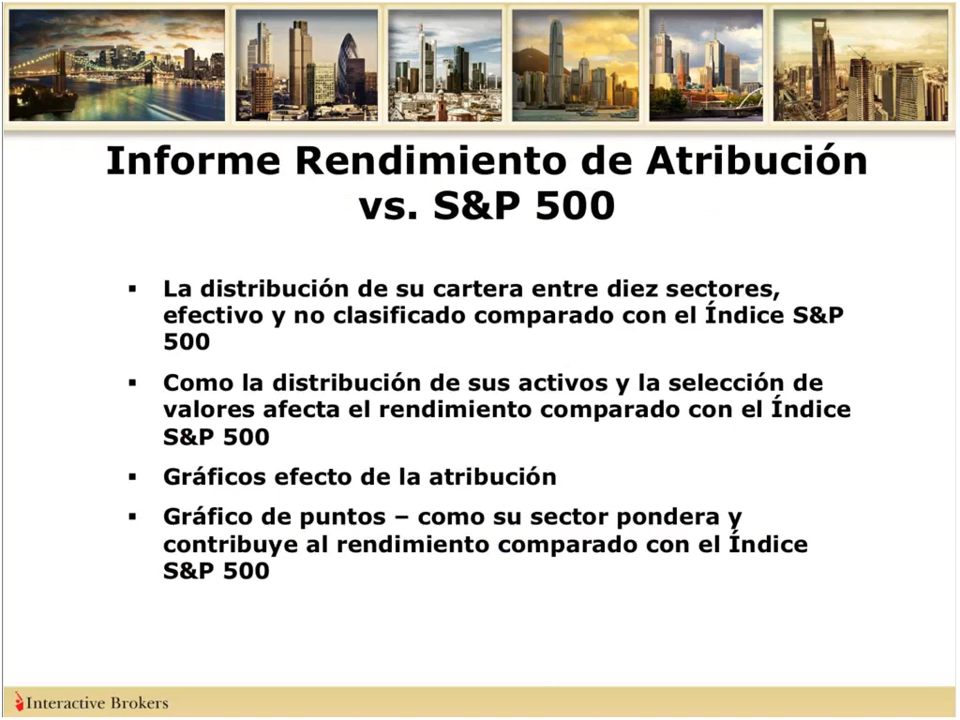 Informe Rendimiento de Atribución
vs. S&P 500
▪ La distribución de su cartera entre diez sectores,
efectivo y no clasificado comparado con el Índice S&P
500
▪ Como la distribución de sus activos y la selección de
valores afecta el rendimiento comparado con el Índice
S&P 500
▪ Gráficos efecto de la atribución
▪ Gráfico de puntos – como su sector pondera y
contribuye al rendimiento comparado con el Índice
S&P 500
Interactive Brokers